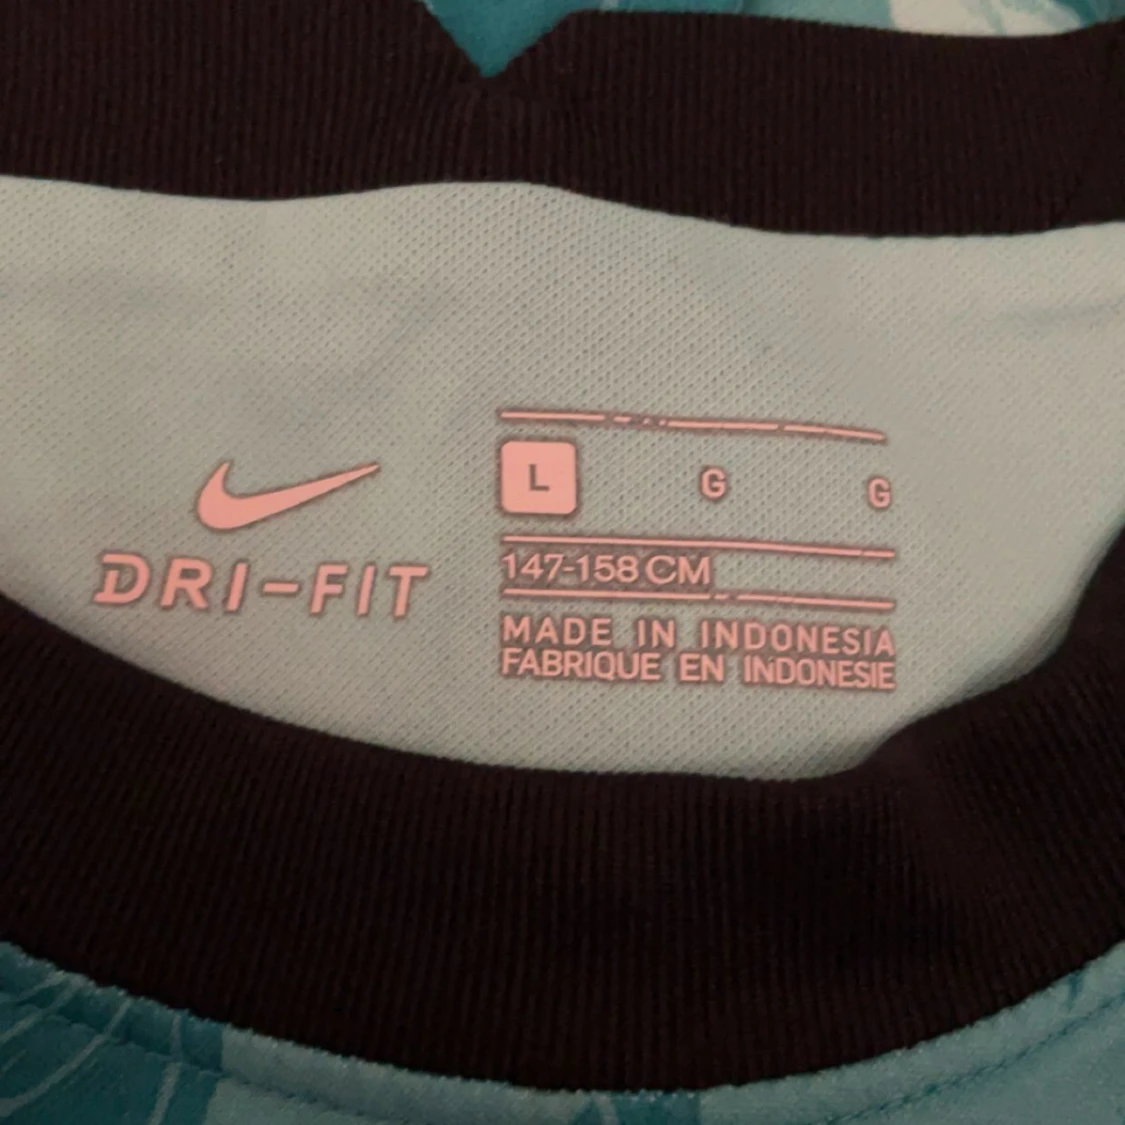 DRI-FIT
L G G
147-158 CM
MADE IN INDONESIA
FABRIQUE EN INDONESIE